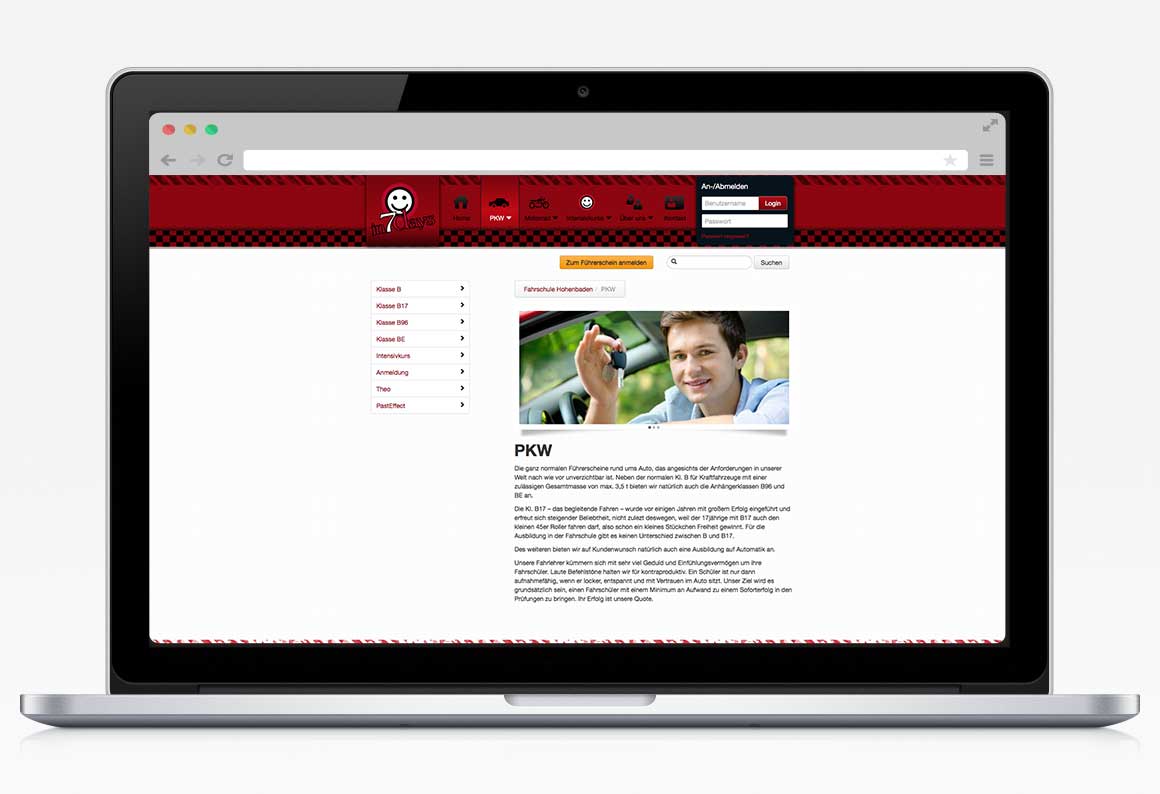 in 7 days
Home
PKW
Motorrad
Intensivkurse
Über uns
Kontakt
An-/Abmelden
Benutzername
Login
Passwort
Passwort vergessen?
Zum Führerschein anmelden
Suchen
Klasse B
Klasse B17
Klasse B96
Klasse BE
Intensivkurs
Anmeldung
Theo
PastEffect
Fahrschule Hohenbaden / PKW
PKW
Die ganz normalen Führerscheine rund ums Auto, das angesichts der Anforderungen in unserer
Welt nach wie vor unverzichtbar ist. Neben der normalen Kl. B für Kraftfahrzeuge mit einer
zulässigen Gesamtmasse von max. 3,5 t bieten wir natürlich auch die Anhängerklassen B96 und
BE an.
Die Kl. B17 – das begleitende Fahren – wurde vor einigen Jahren mit großem Erfolg eingeführt und
erfreut sich steigender Beliebtheit, nicht zuletzt deswegen, weil der 17jährige mit B17 auch den
kleinen 45er Roller fahren darf, also schon ein kleines Stückchen Freiheit gewinnt. Für die
Ausbildung in der Fahrschule gibt es keinen Unterschied zwischen B und B17.
Des weiteren bieten wir auf Kundenwunsch natürlich auch eine Ausbildung auf Automatik an.
Unsere Fahrlehrer kümmern sich mit sehr viel Geduld und Einfühlungsvermögen um ihre
Fahrschüler. Laute Befehlstöne halten wir für kontraproduktiv. Ein Schüler ist nur dann
aufnahmefähig, wenn er locker, entspannt und mit Vertrauen im Auto sitzt. Unser Ziel wird es
grundsätzlich sein, einen Fahrschüler mit einem Minimum an Aufwand zu einem Soforterfolg in den
Prüfungen zu bringen. Ihr Erfolg ist unsere Quote.